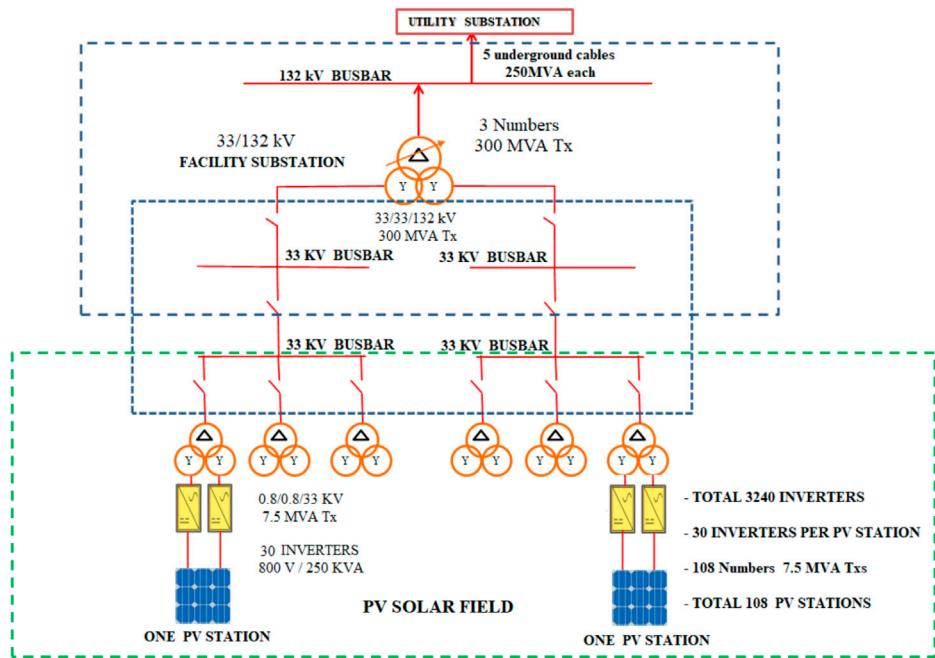 UTILITY SUBSTATION
5 underground cables
250MVA each
132 kV BUSBAR
3 Numbers
300 MVA Tx
33/132 kV
FACILITY SUBSTATION
Y Y
33/33/132 kV
300 MVA Tx
33 KV BUSBAR
33 KV BUSBAR
33 KV BUSBAR
33 KV BUSBAR
Y Y Y Y Y Y Y Y Y Y Y Y
0.8/0.8/33 KV
7.5 MVA Tx
30 INVERTERS
800 V / 250 KVA
- TOTAL 3240 INVERTERS
- 30 INVERTERS PER PV STATION
- 108 Numbers 7.5 MVA Txs
- TOTAL 108 PV STATIONS
PV SOLAR FIELD
ONE PV STATION
ONE PV STATION